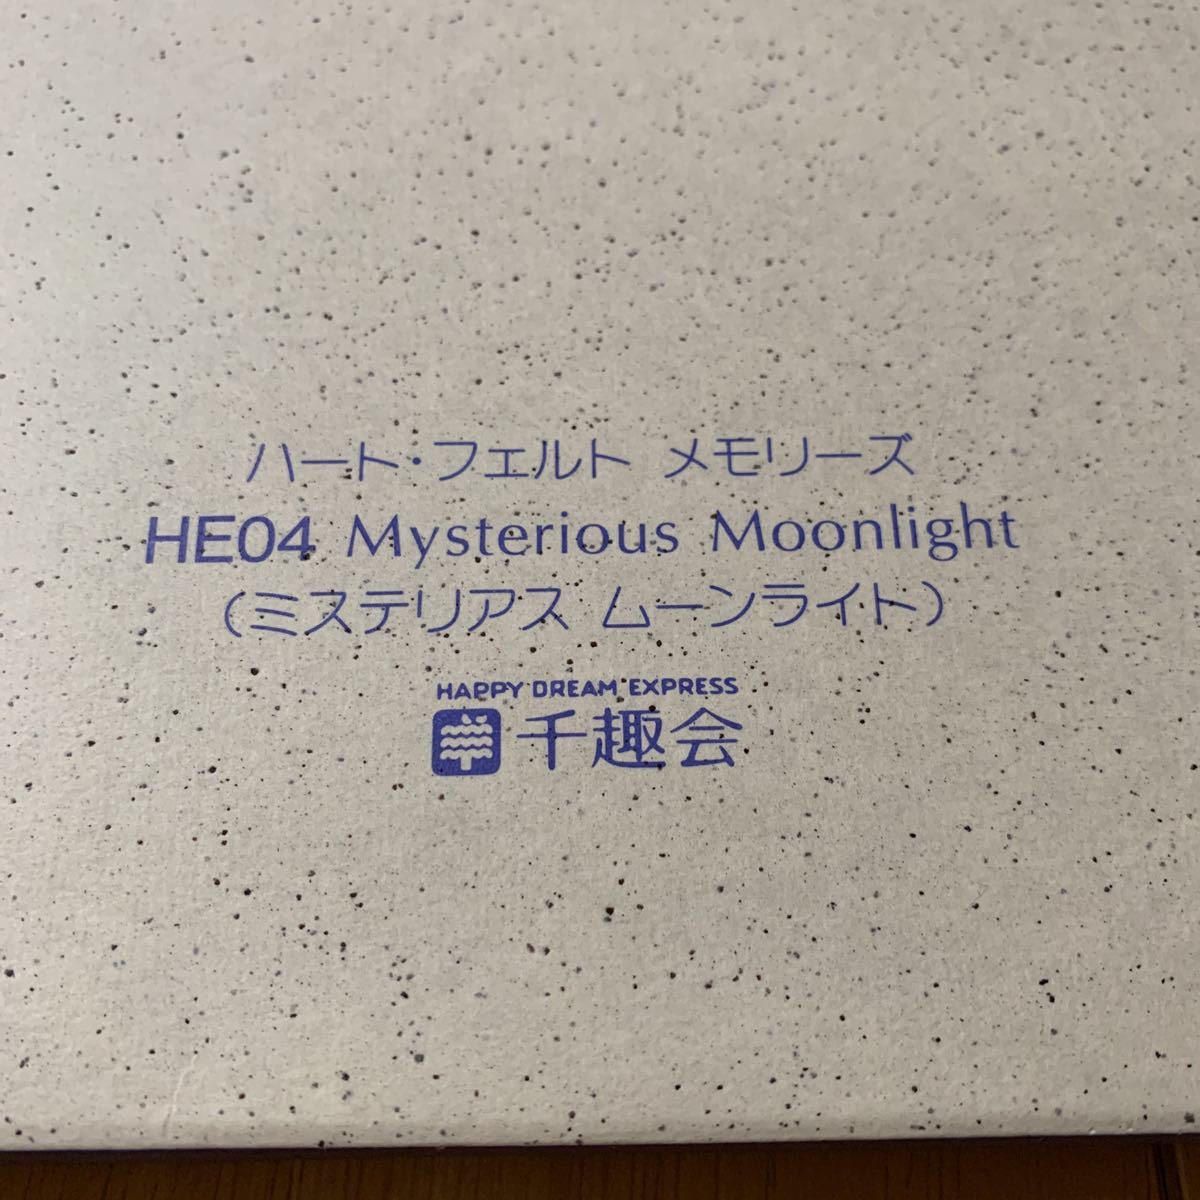 ハート・フェルト メモリーズ
HE04 Mysterious Moonlight
(ミステリアス ムーンライト)
HAPPY DREAM EXPRESS
千趣会